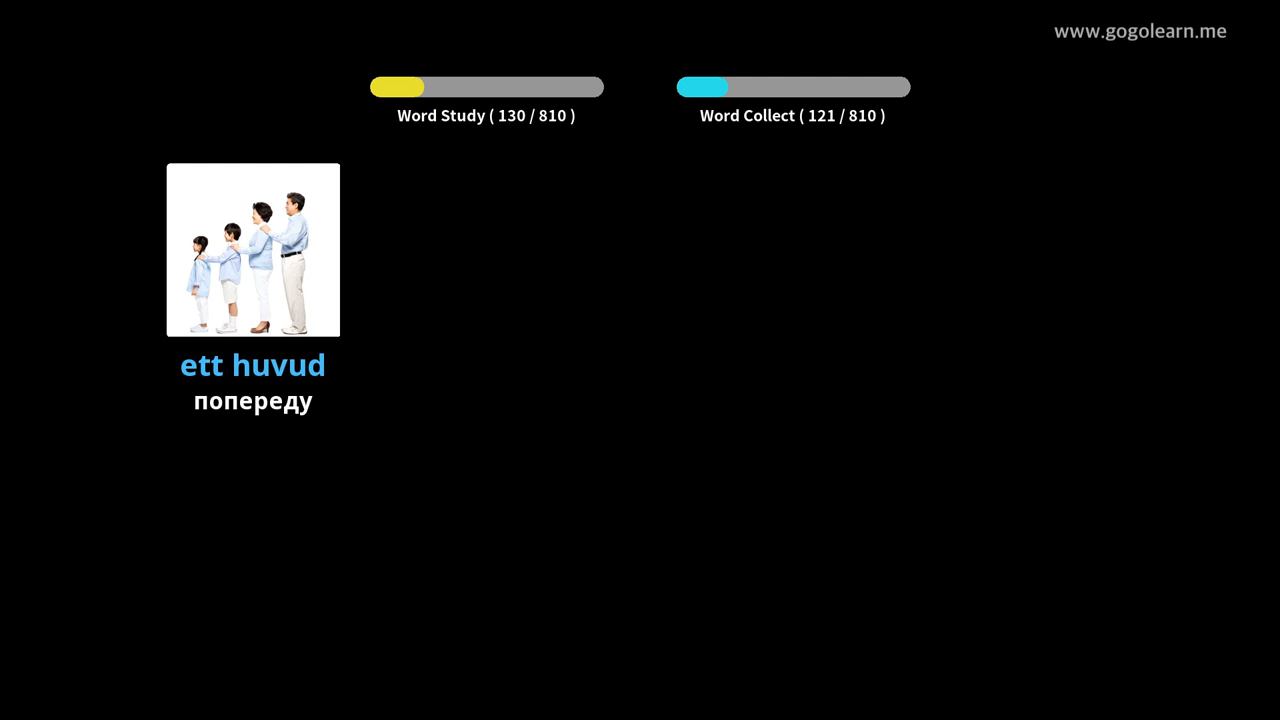 www.gogolearn.me
Word Study ( 130 / 810 )
Word Collect ( 121 / 810 )
ett huvud
попереду